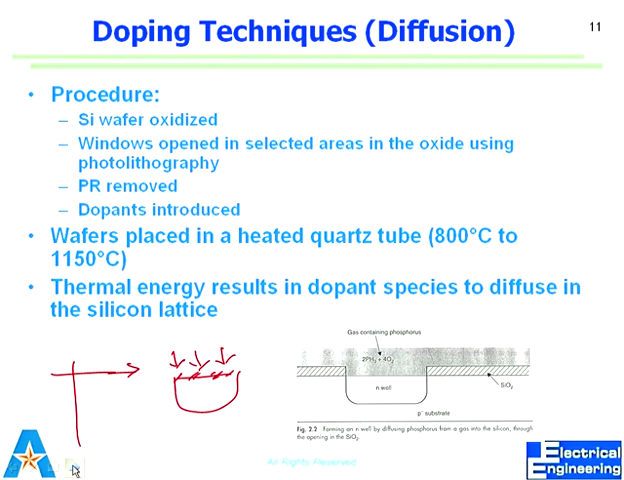 Doping Techniques (Diffusion)
11
• Procedure:
– Si wafer oxidized
– Windows opened in selected areas in the oxide using
photolithography
– PR removed
– Dopants introduced
• Wafers placed in a heated quartz tube (800°C to
1150°C)
• Thermal energy results in dopant species to diffuse in
the silicon lattice
Gas containing phosphorus
2PH₃ + 4O₂
SiO₂
n well
p⁻ substrate
Fig. 2.2 Forming an n well by diffusing phosphorus from a gas into the silicon, through
the opening in the SiO₂.
All Rights Reserved
A
Electrical
Engineering